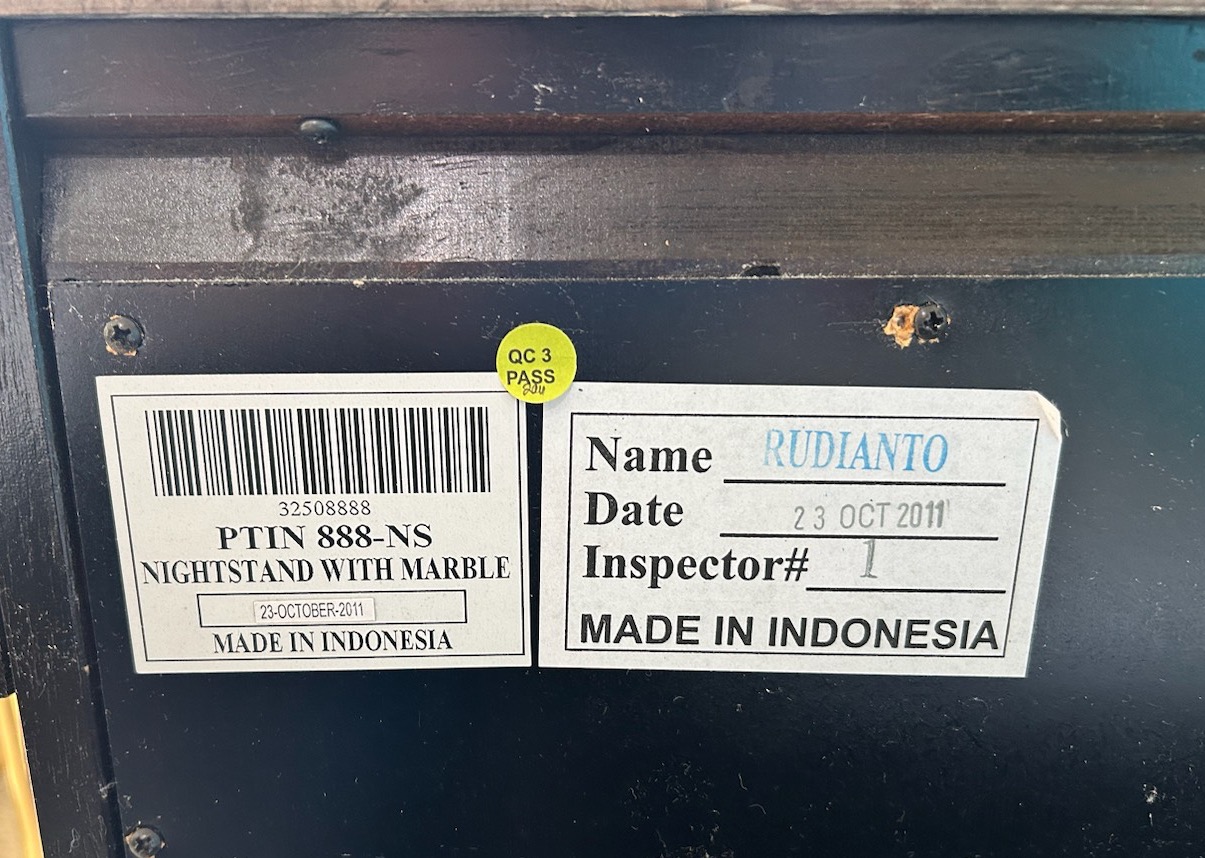 QC 3
PASS
32508888
PTIN 888-NS
NIGHTSTAND WITH MARBLE
23-OCTOBER-2011
MADE IN INDONESIA
Name RUDIANTO
Date 23 OCT 2011
Inspector# 1
MADE IN INDONESIA